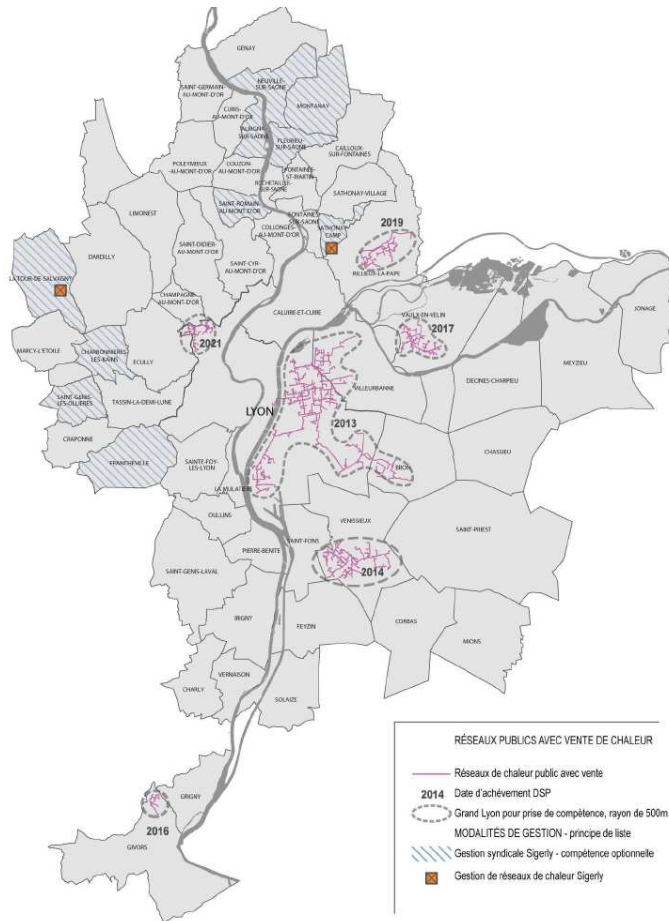 GENAY
NEUVILLE-
SUR-SAONE
SAINT-GERMAIN-
AU-MONT-D'OR
MONTANAY
CURIS-
AU-MONT-D'OR
ALBIGNY-
SUR-SAONE
FLEURIEU-
SUR-SAONE
CAILLOUX-
SUR-FONTAINES
POLEYMIEUX-
AU-MONT-D'OR
COUZON-
AU-MONT-D'OR
FONTAINES-
ST-MARTIN
ROCHETAILLEE-
SUR-SAONE
SATHONAY-VILLAGE
LIMONEST
SAINT-ROMAIN-
AU-MONT-D'OR
FONTAINES-
SUR-SAONE
COLLONGES-
AU-MONT-D'OR
SATHONAY-
CAMP
2019
DARDILLY
SAINT-DIDIER-
AU-MONT-D'OR
SAINT-CYR-
AU-MONT-D'OR
RILLIEUX-LA-PAPE
LA TOUR-DE-SALVAGNY
CHAMPAGNE-
AU-MONT-D'OR
CALUIRE-ET-CUIRE
VAULX-EN-VELIN
JONAGE
2017
2021
MARCY-L'ETOILE
CHARBONNIERES-
LES-BAINS
ECULLY
MEYZIEU
DECINES-CHARPIEU
VILLEURBANNE
SAINT-GENIS-
LES-OLLIERES
TASSIN-LA-DEMI-LUNE
LYON
2013
CRAPONNE
CHASSIEU
FRANCHEVILLE
SAINTE-FOY-
LES-LYON
BRON
LA MULATIERE
OULLINS
VENISSIEUX
SAINT-PRIEST
SAINT-FONS
PIERRE-BENITE
SAINT-GENIS-LAVAL
2014
IRIGNY
FEYZIN
CORBAS
MIONS
VERNAISON
CHARLY
SOLAIZE
GRIGNY
2016
GIVORS
RÉSEAUX PUBLICS AVEC VENTE DE CHALEUR
Réseaux de chaleur public avec vente
2014 Date d'achèvement DSP
Grand Lyon pour prise de compétence, rayon de 500m
MODALITÉS DE GESTION - principe de liste
Gestion syndicale Sigerly - compétence optionnelle
Gestion de réseaux de chaleur Sigerly